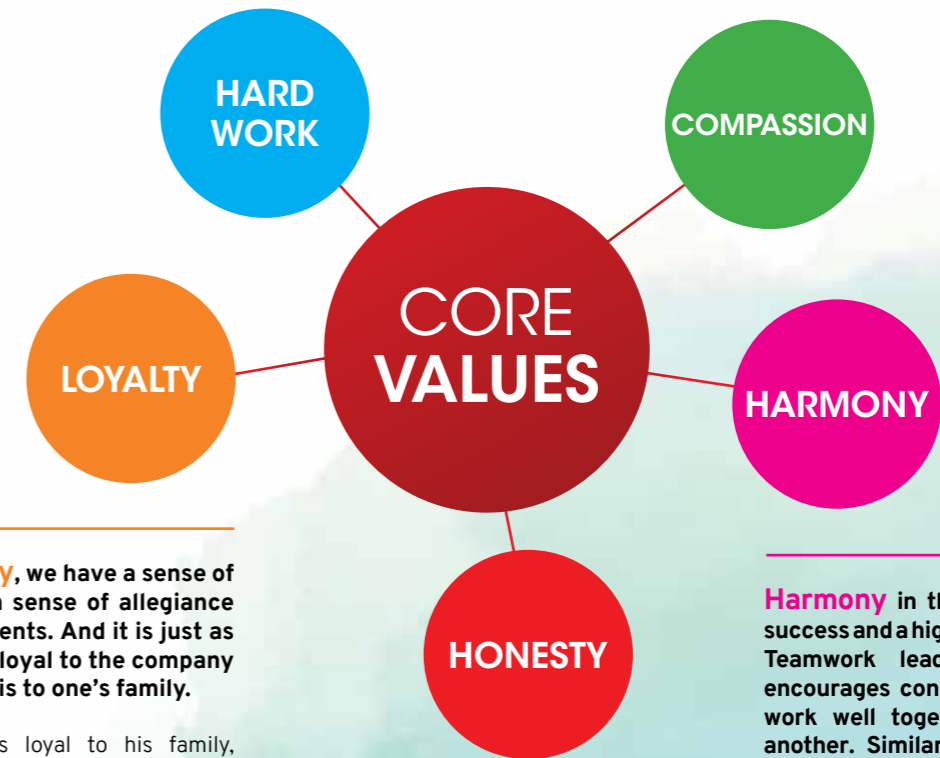 HARD
WORK
COMPASSION
CORE
VALUES
LOYALTY
HARMONY
HONESTY
y, we have a sense of
sense of allegiance
ents. And it is just as
loyal to the company
is to one’s family.
s loyal to his family,
Harmony in th
success and a hig
Teamwork lead
encourages con
work well toge
another. Similar